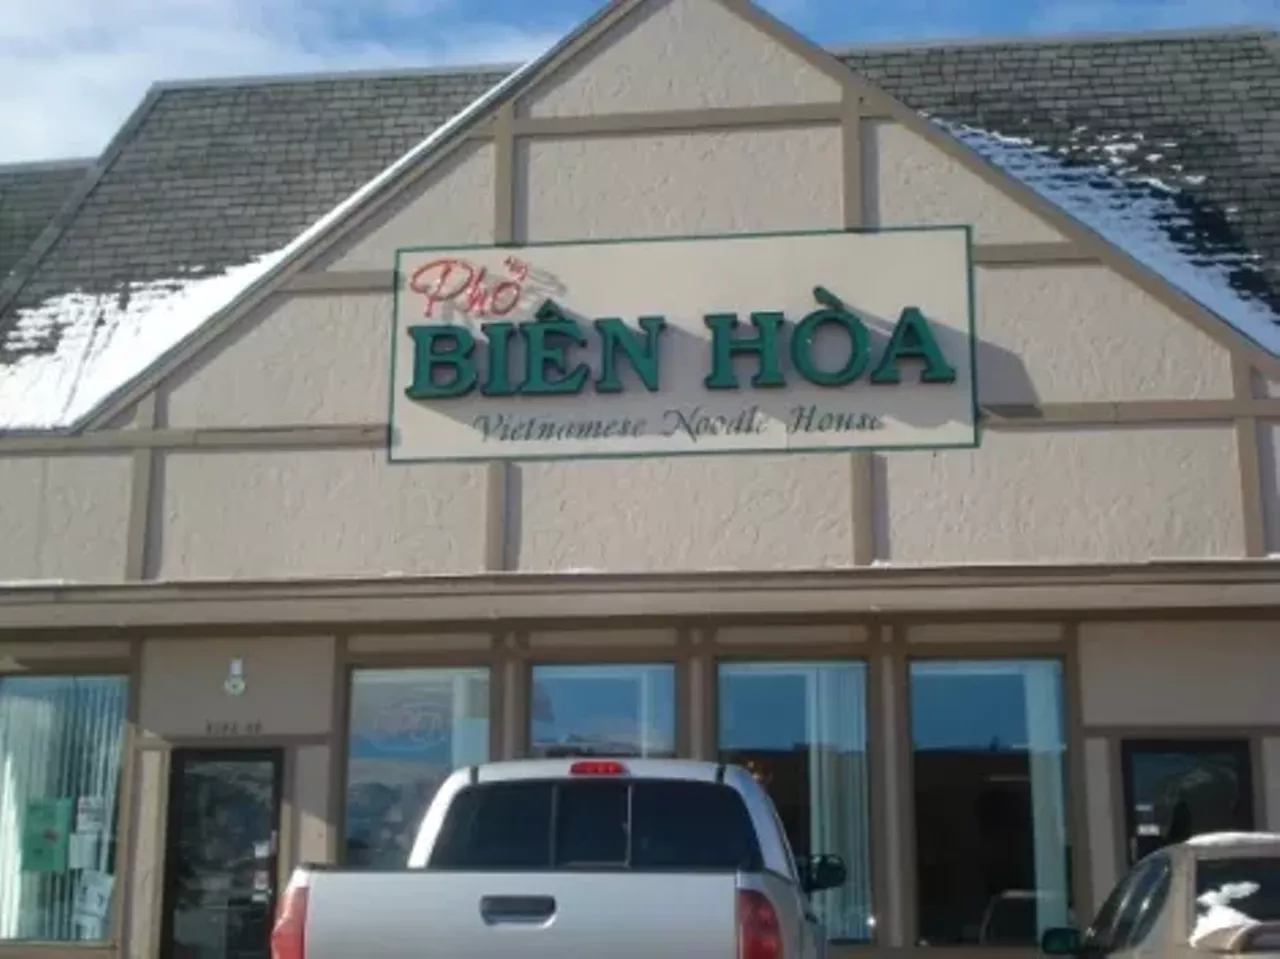 Phở
BIÊN HÒA
Vietnamese Noodle House